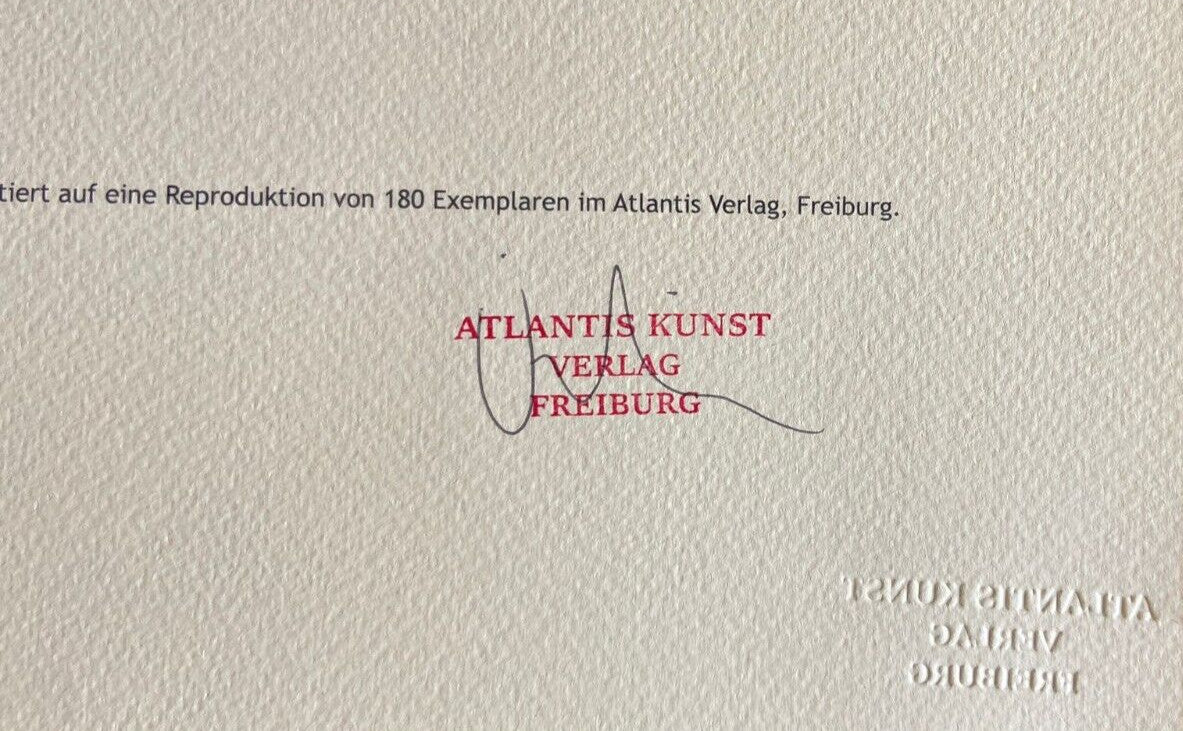 tiert auf eine Reproduktion von 180 Exemplaren im Atlantis Verlag, Freiburg.
ATLANTIS KUNST
VERLAG
FREIBURG
ATLANTIS KUNST
VERLAG
FREIBURG